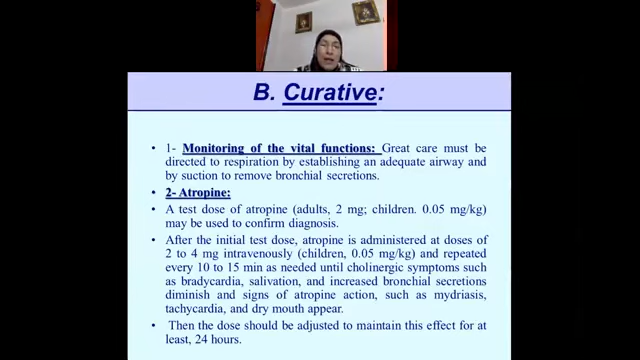 B. Curative:
• 1- Monitoring of the vital functions: Great care must be
directed to respiration by establishing an adequate airway and
by suction to remove bronchial secretions.
• 2- Atropine:
• A test dose of atropine (adults, 2 mg; children. 0.05 mg/kg)
may be used to confirm diagnosis.
• After the initial test dose, atropine is administered at doses of
2 to 4 mg intravenously (children, 0.05 mg/kg) and repeated
every 10 to 15 min as needed until cholinergic symptoms such
as bradycardia, salivation, and increased bronchial secretions
diminish and signs of atropine action, such as mydriasis,
tachycardia, and dry mouth appear.
• Then the dose should be adjusted to maintain this effect for at
least, 24 hours.